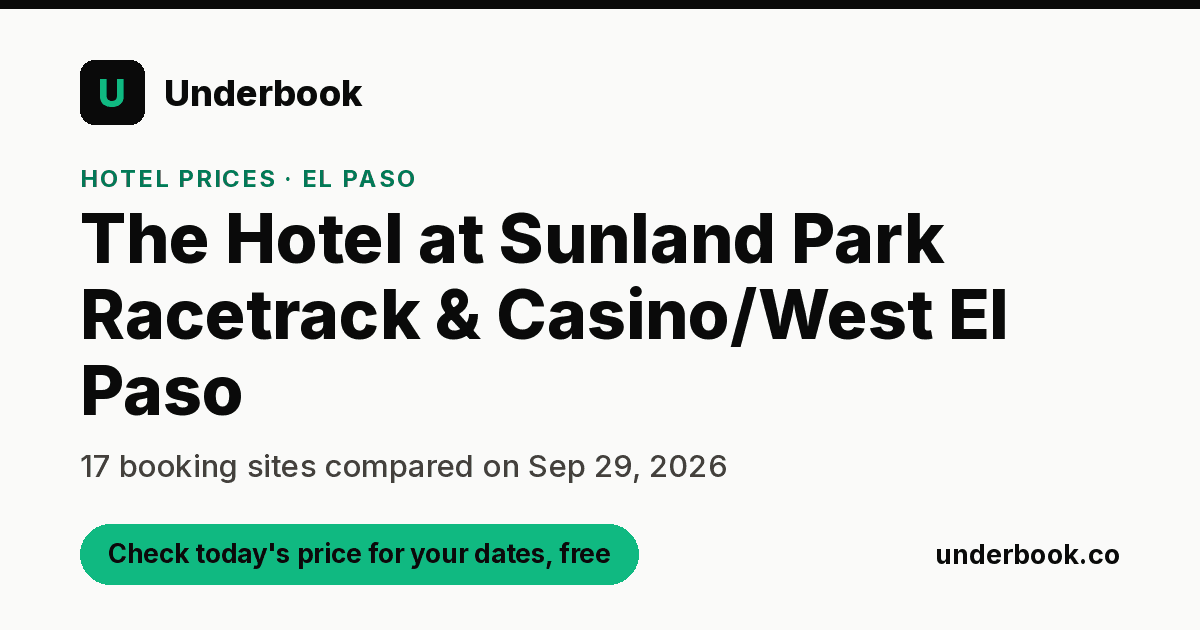 U
Underbook
HOTEL PRICES · EL PASO
The Hotel at Sunland Park
Racetrack & Casino/West El
Paso
17 booking sites compared on Sep 29, 2026
Check today's price for your dates, free
underbook.co